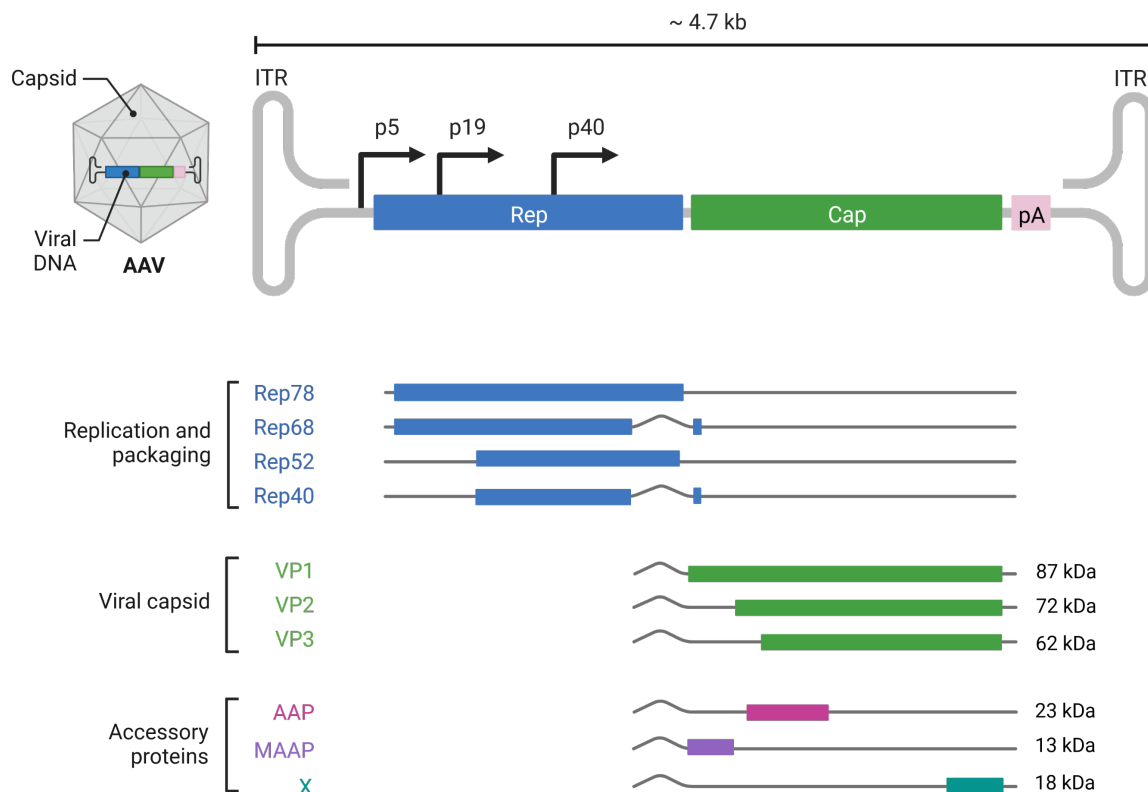 ~ 4.7 kb
Capsid
ITR
ITR
p5
p19
p40
Rep
Cap
pA
Viral
DNA
AAV
Replication and
packaging
Rep78
Rep68
Rep52
Rep40
Viral capsid
VP1
87 kDa
VP2
72 kDa
VP3
62 kDa
Accessory
proteins
AAP
23 kDa
MAAP
13 kDa
X
18 kDa